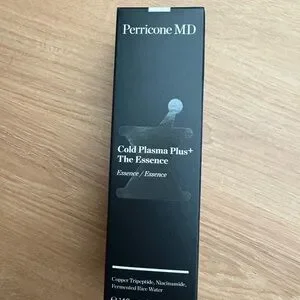 Perricone MD
Cold Plasma Plus+
The Essence
Essence / Essence
Copper Tripeptide, Niacinamide,
Fermented Rice Water